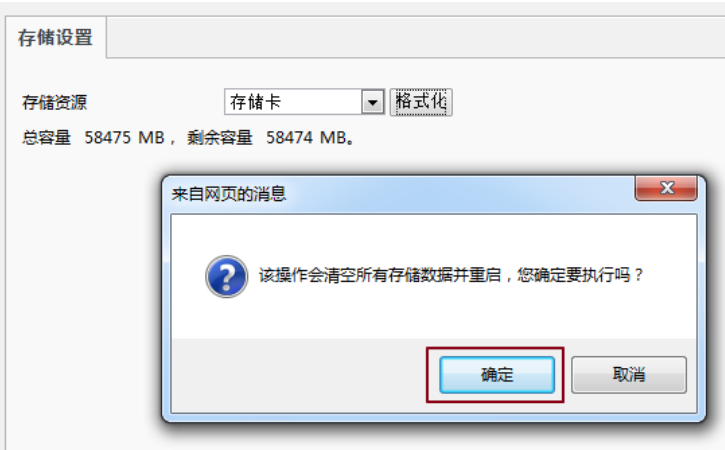 存储设置
存储资源 存储卡 格式化
总容量 58475 MB，剩余容量 58474 MB。
来自网页的消息
该操作会清空所有存储数据并重启，您确定要执行吗？
确定 取消